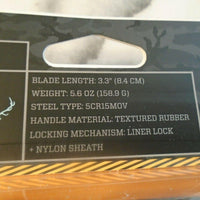 BLADE LENGTH: 3.3" (8.4 CM)
WEIGHT: 5.6 OZ (158.9 G)
STEEL TYPE: 5CR15MOV
HANDLE MATERIAL: TEXTURED RUBBER
LOCKING MECHANISM: LINER LOCK
+ NYLON SHEATH